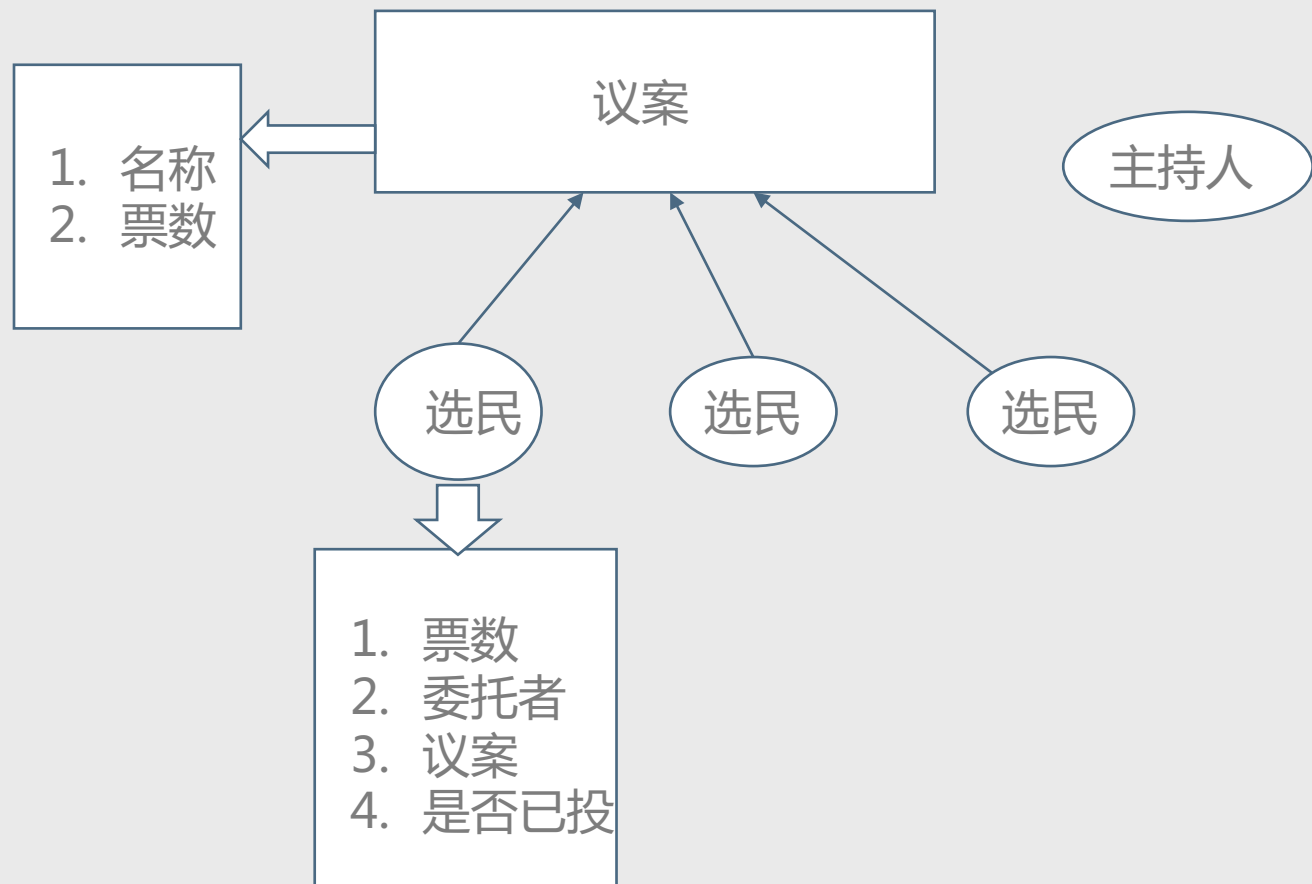 议案
1. 名称
2. 票数
主持人
选民
选民
选民
1. 票数
2. 委托者
3. 议案
4. 是否已投